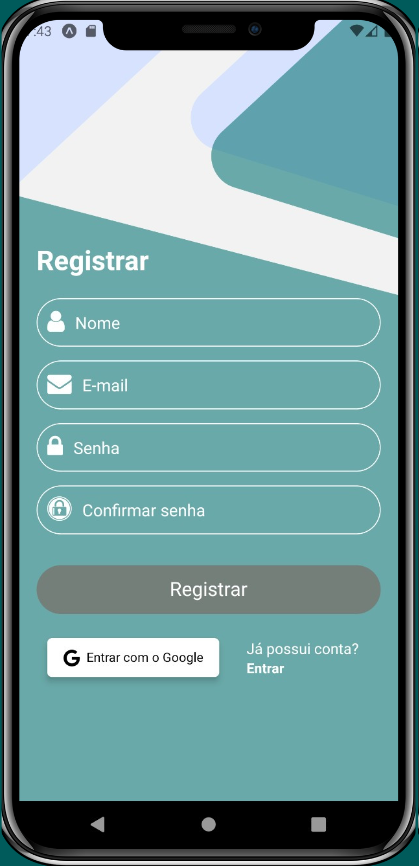 :43
Registrar
Nome
E-mail
Senha
Confirmar senha
Registrar
G Entrar com o Google
Já possui conta?
Entrar